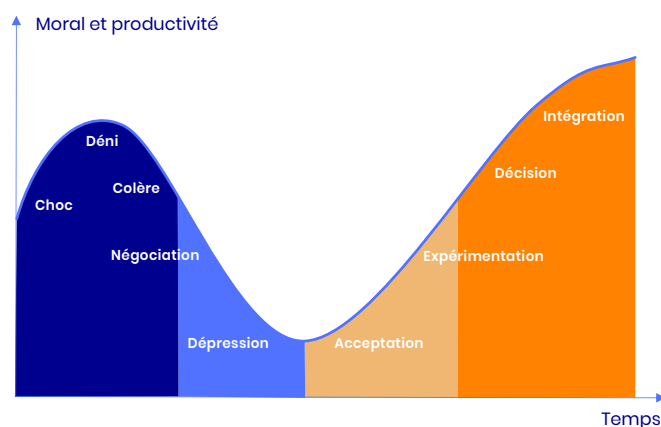 Moral et productivité
Choc
Déni
Colère
Négociation
Dépression
Acceptation
Expérimentation
Décision
Intégration
Temps